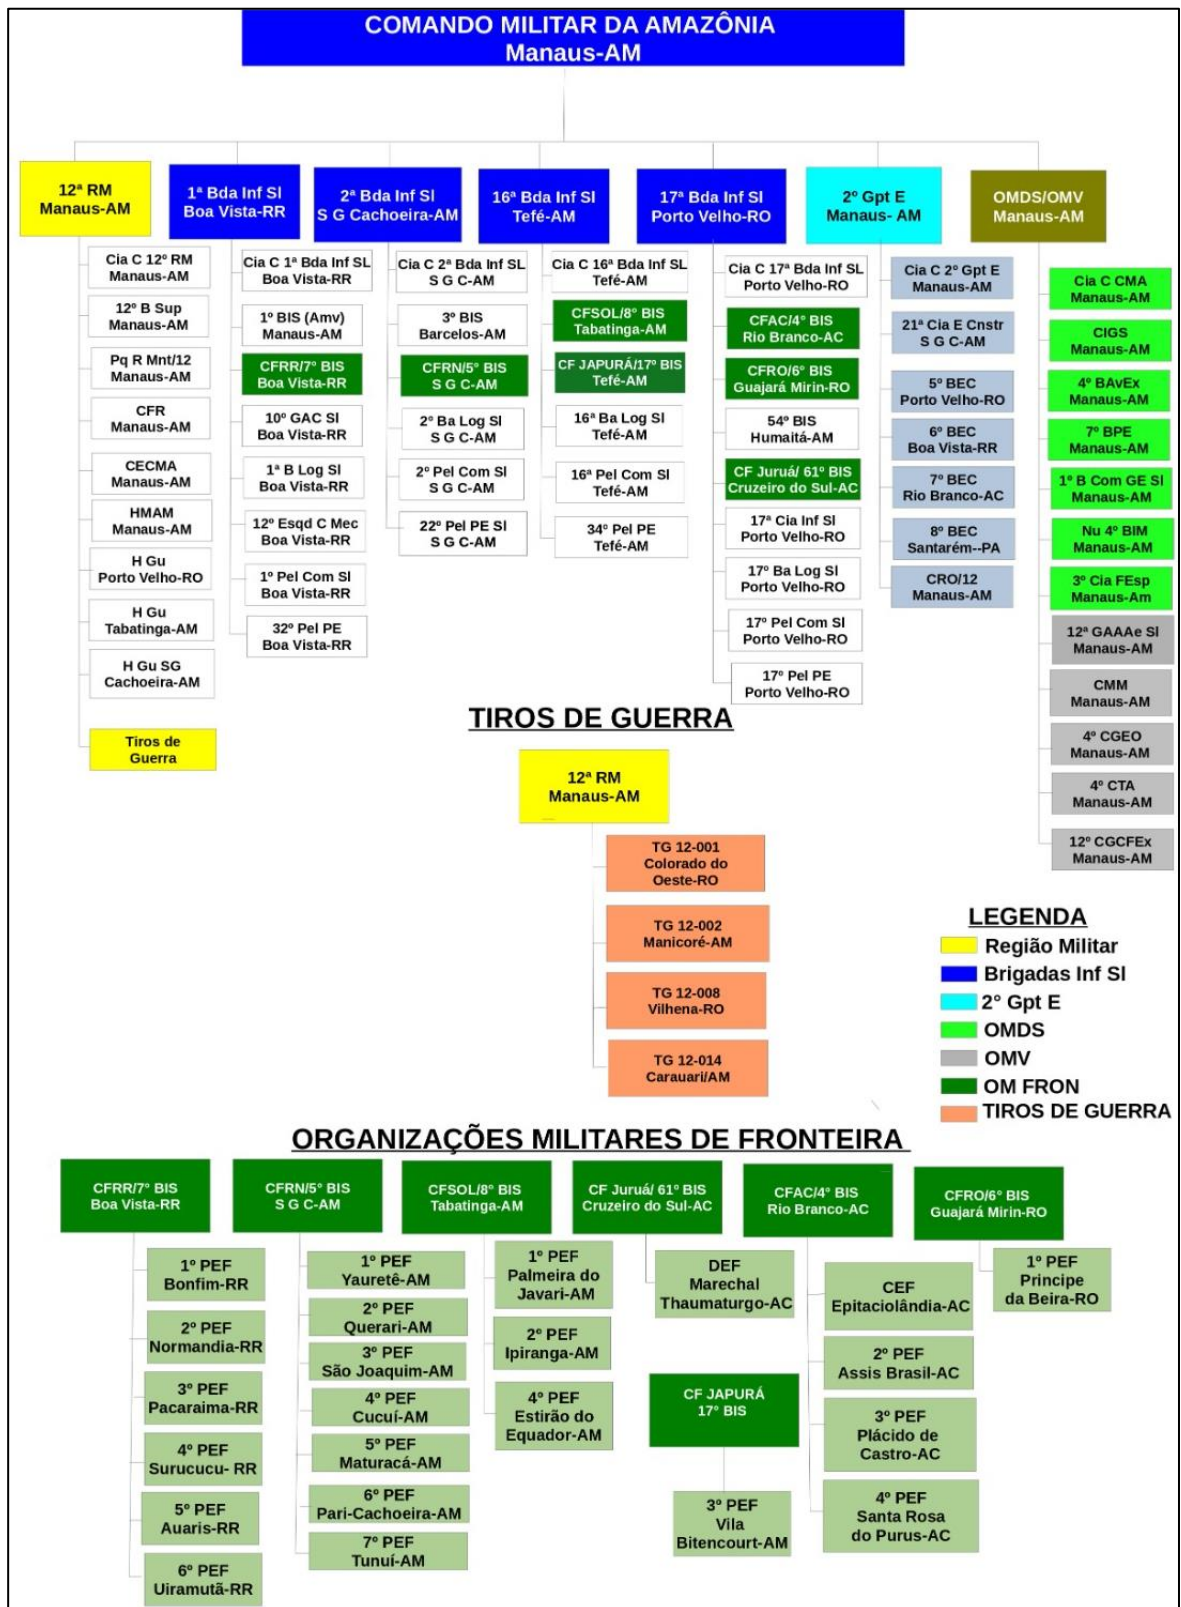 COMANDO MILITAR DA AMAZÔNIA
Manaus-AM
12ª RM
Manaus-AM
1ª Bda Inf Sl
Boa Vista-RR
2ª Bda Inf Sl
S G Cachoeira-AM
16ª Bda Inf Sl
Tefé-AM
17ª Bda Inf Sl
Porto Velho-RO
2º Gpt E
Manaus- AM
OMDS/OMV
Manaus-AM
Cia C 12º RM
Manaus-AM
12º B Sup
Manaus-AM
Pq R Mnt/12
Manaus-AM
CFR
Manaus-AM
CECMA
Manaus-AM
HMAM
Manaus-AM
H Gu
Porto Velho-RO
H Gu
Tabatinga-AM
H Gu SG
Cachoeira-AM
Tiros de
Guerra
Cia C 1ª Bda Inf SL
Boa Vista-RR
1º BIS (Amv)
Manaus-AM
CFRR/7º BIS
Boa Vista-RR
10º GAC Sl
Boa Vista-RR
1ª B Log Sl
Boa Vista-RR
12º Esqd C Mec
Boa Vista-RR
1º Pel Com Sl
Boa Vista-RR
32º Pel PE
Boa Vista-RR
Cia C 2ª Bda Inf SL
S G C-AM
3º BIS
Barcelos-AM
CFRN/5º BIS
S G C-AM
2º Ba Log Sl
S G C-AM
2º Pel Com Sl
S G C-AM
22º Pel PE Sl
S G C-AM
Cia C 16ª Bda Inf SL
Tefé-AM
CFSOL/8º BIS
Tabatinga-AM
CF JAPURÁ/17º BIS
Tefé-AM
16ª Ba Log Sl
Tefé-AM
16ª Pel Com Sl
Tefé-AM
34º Pel PE
Tefé-AM
Cia C 17ª Bda Inf SL
Porto Velho-RO
CFAC/4º BIS
Rio Branco-AC
CFRO/6º BIS
Guajará Mirin-RO
54º BIS
Humaitá-AM
CF Juruá/ 61º BIS
Cruzeiro do Sul-AC
17ª Cia Inf Sl
Porto Velho-RO
17º Ba Log Sl
Porto Velho-RO
17º Pel Com Sl
Porto Velho-RO
17º Pel PE
Porto Velho-RO
Cia C 2º Gpt E
Manaus-AM
21ª Cia E Cnstr
S G C-AM
5º BEC
Porto Velho-RO
6º BEC
Boa Vista-RR
7º BEC
Rio Branco-AC
8º BEC
Santarém--PA
CRO/12
Manaus-AM
Cia C CMA
Manaus-AM
CIGS
Manaus-AM
4º BAvEx
Manaus-AM
7º BPE
Manaus-AM
1º B Com GE Sl
Manaus-AM
Nu 4º BIM
Manaus-AM
3º Cia FEsp
Manaus-Am
12ª GAAAe Sl
Manaus-AM
CMM
Manaus-AM
4º CGEO
Manaus-AM
4º CTA
Manaus-AM
12º CGCFEx
Manaus-AM
TIROS DE GUERRA
12ª RM
Manaus-AM
TG 12-001
Colorado do
Oeste-RO
TG 12-002
Manicoré-AM
TG 12-008
Vilhena-RO
TG 12-014
Carauari/AM
LEGENDA
Região Militar
Brigadas Inf Sl
2° Gpt E
OMDS
OMV
OM FRON
TIROS DE GUERRA
ORGANIZAÇÕES MILITARES DE FRONTEIRA
CFRR/7° BIS
Boa Vista-RR
CFRN/5° BIS
S G C-AM
CFSOL/8° BIS
Tabatinga-AM
CF Juruá/ 61º BIS
Cruzeiro do Sul-AC
CFAC/4° BIS
Rio Branco-AC
CFRO/6° BIS
Guajará Mirin-RO
1º PEF
Bonfim-RR
2º PEF
Normandia-RR
3º PEF
Pacaraima-RR
4º PEF
Surucucu- RR
5º PEF
Auaris-RR
6º PEF
Uiramutã-RR
1º PEF
Yauretê-AM
2º PEF
Querari-AM
3º PEF
São Joaquim-AM
4º PEF
Cucuí-AM
5º PEF
Maturacá-AM
6º PEF
Pari-Cachoeira-AM
7º PEF
Tunuí-AM
1º PEF
Palmeira do
Javari-AM
2º PEF
Ipiranga-AM
4º PEF
Estirão do
Equador-AM
DEF
Marechal
Thaumaturgo-AC
CF JAPURÁ
17° BIS
3º PEF
Vila
Bitencourt-AM
CEF
Epitaciolândia-AC
2º PEF
Assis Brasil-AC
3º PEF
Plácido de
Castro-AC
4º PEF
Santa Rosa
do Purus-AC
1º PEF
Principe
da Beira-RO